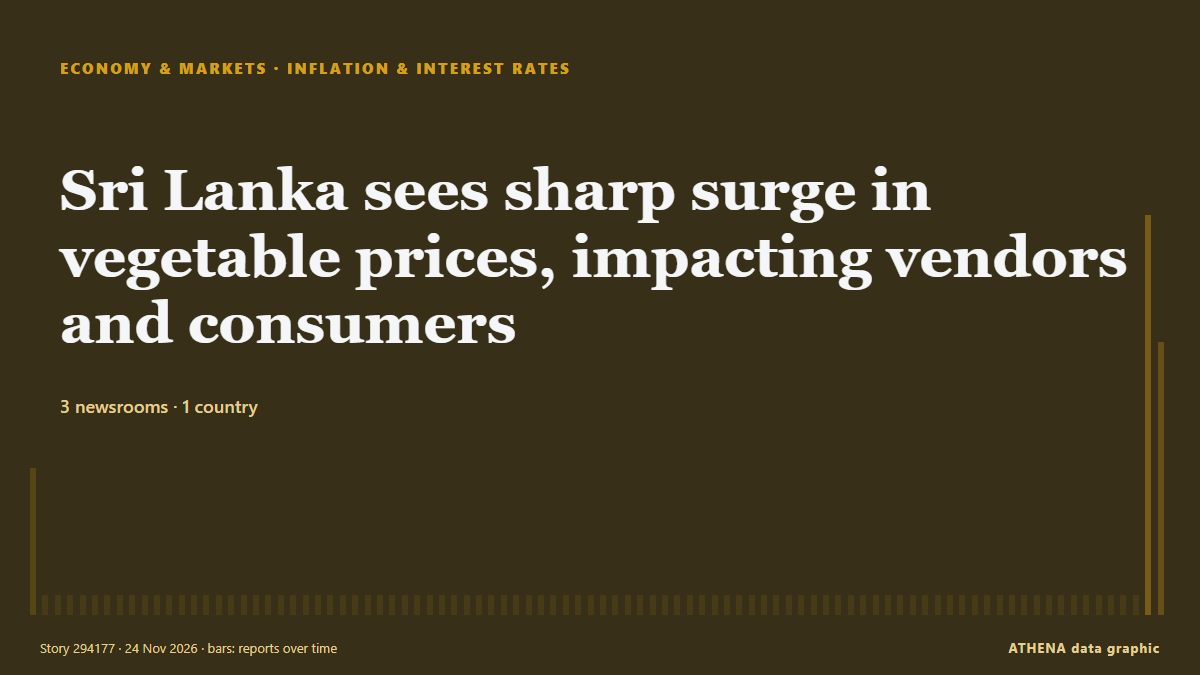 ECONOMY & MARKETS · INFLATION & INTEREST RATES
Sri Lanka sees sharp surge in
vegetable prices, impacting vendors
and consumers
3 newsrooms · 1 country
Story 294177 · 24 Nov 2026 · bars: reports over time
ATHENA data graphic